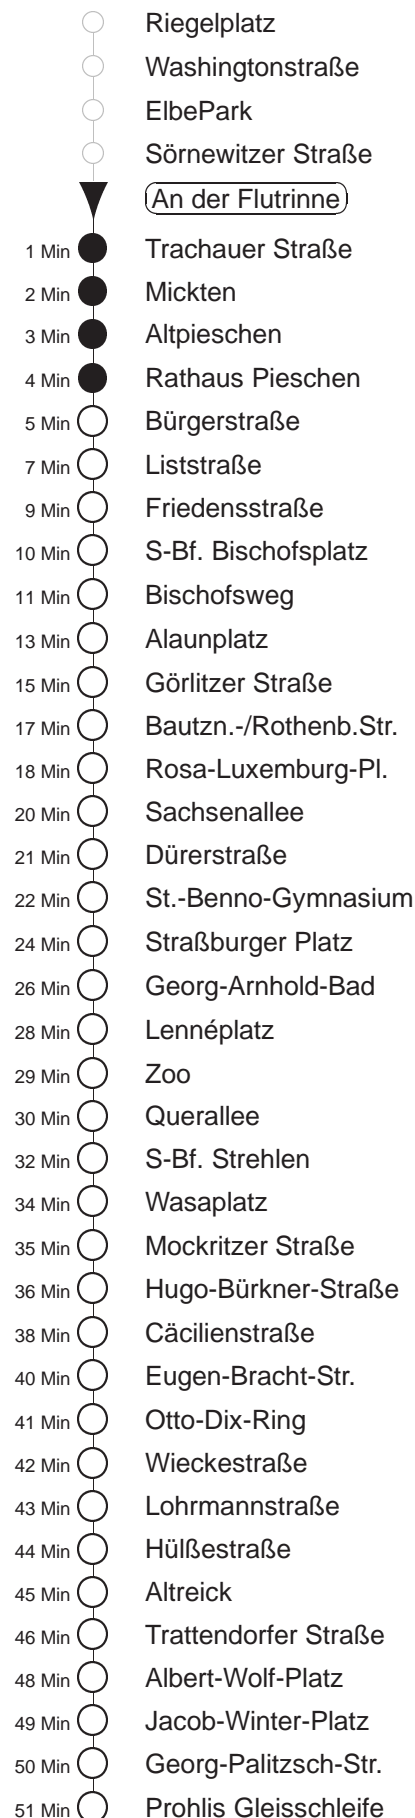 Riegelplatz
Washingtonstraße
ElbePark
Sörnewitzer Straße
An der Flutrinne
1 Min Trachauer Straße
2 Min Mickten
3 Min Altpieschen
4 Min Rathaus Pieschen
5 Min Bürgerstraße
7 Min Liststraße
9 Min Friedensstraße
10 Min S-Bf. Bischofsplatz
11 Min Bischofsweg
13 Min Alaunplatz
15 Min Görlitzer Straße
17 Min Bautzn.-/Rothenb.Str.
18 Min Rosa-Luxemburg-Pl.
20 Min Sachsenallee
21 Min Dürerstraße
22 Min St.-Benno-Gymnasium
24 Min Straßburger Platz
26 Min Georg-Arnhold-Bad
28 Min Lennéplatz
29 Min Zoo
30 Min Querallee
32 Min S-Bf. Strehlen
34 Min Wasaplatz
35 Min Mockritzer Straße
36 Min Hugo-Bürkner-Straße
38 Min Cäcilienstraße
40 Min Eugen-Bracht-Str.
41 Min Otto-Dix-Ring
42 Min Wieckestraße
43 Min Lohrmannstraße
44 Min Hülßestraße
45 Min Altreick
46 Min Trattendorfer Straße
48 Min Albert-Wolf-Platz
49 Min Jacob-Winter-Platz
50 Min Georg-Palitzsch-Str.
51 Min Prohlis Gleisschleife